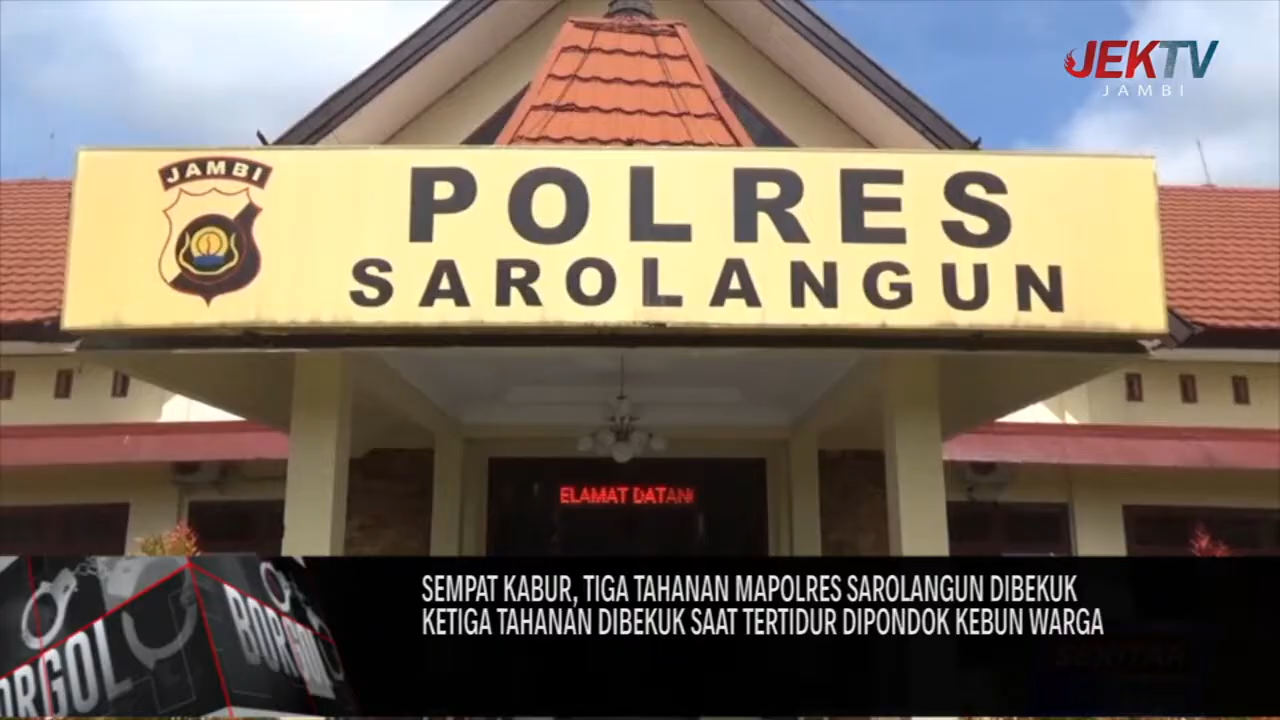 JEKTV
JAMBI
JAMBI
POLRES
SAROLANGUN
ELAMAT DATAN
SEMPAT KABUR, TIGA TAHANAN MAPOLRES SAROLANGUN DIBEKUK
KETIGA TAHANAN DIBEKUK SAAT TERTIDUR DIPONDOK KEBUN WARGA
ORGOL
BORGOL